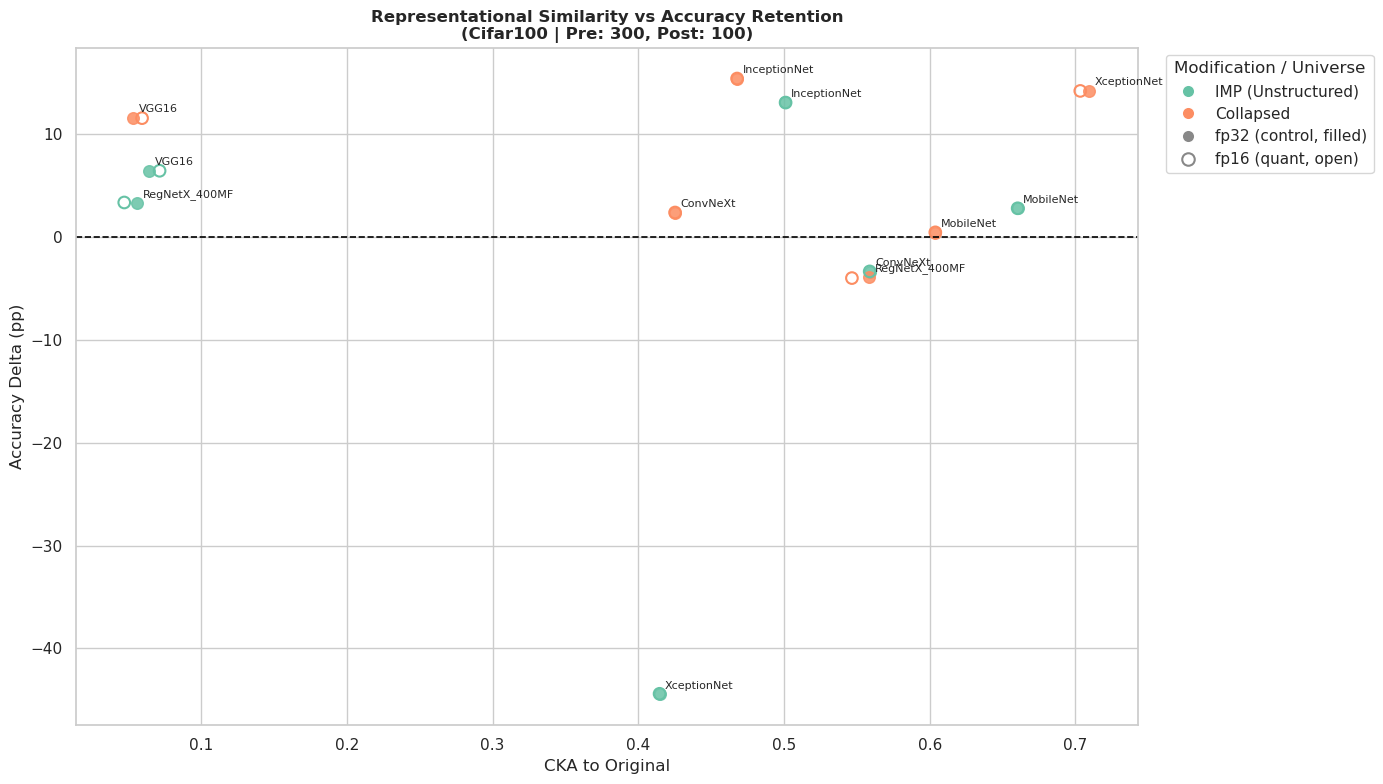 Representational Similarity vs Accuracy Retention
(Cifar100 | Pre: 300, Post: 100)
Modification / Universe
IMP (Unstructured)
Collapsed
fp32 (control, filled)
fp16 (quant, open)
InceptionNet
InceptionNet
XceptionNet
VGG16
VGG16
RegNetX_400MF
ConvNeXt
MobileNet
MobileNet
ConvNeXt
RegNetX_400MF
XceptionNet
Accuracy Delta (pp)
10
0
−10
−20
−30
−40
0.1
0.2
0.3
0.4
0.5
0.6
0.7
CKA to Original